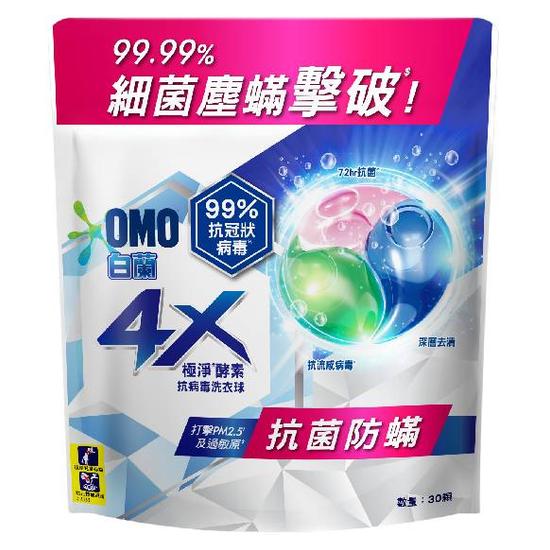 99.99%
細菌塵蟎擊破$!
72hr抗菌^
OMO
白蘭
99%
抗冠狀
病毒
4X
極淨*酵素
抗病毒洗衣球
深層去漬
抗流感病毒
打擊PM2.5
及過敏原
抗菌防蟎
數量:30顆